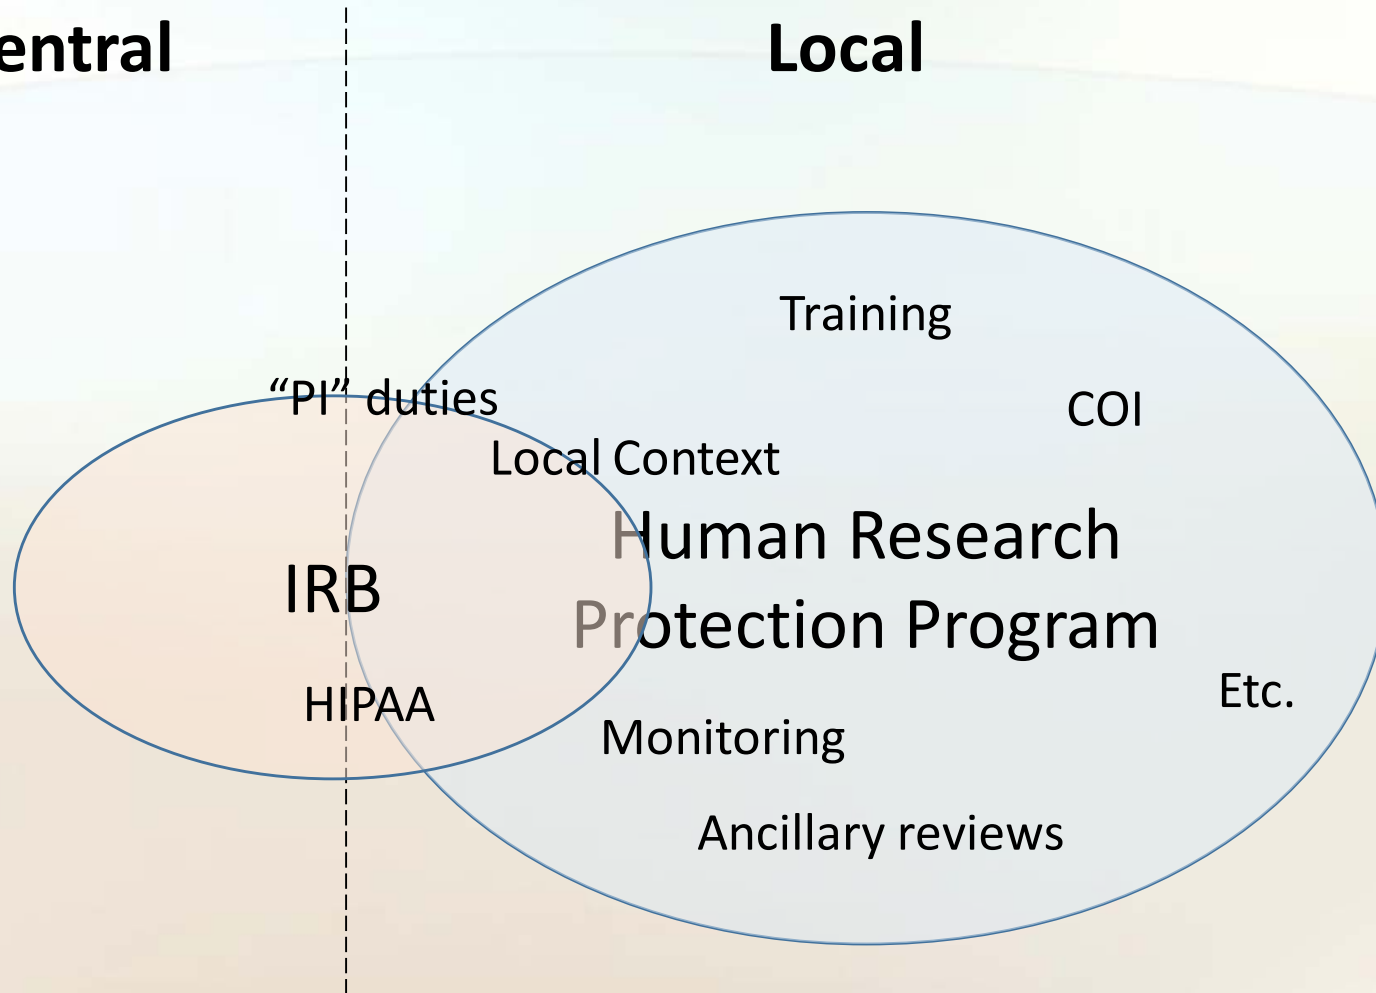 entral
Local
Training
“PI” duties
COI
Local Context
Human Research
Protection Program
IRB
HIPAA
Etc.
Monitoring
Ancillary reviews